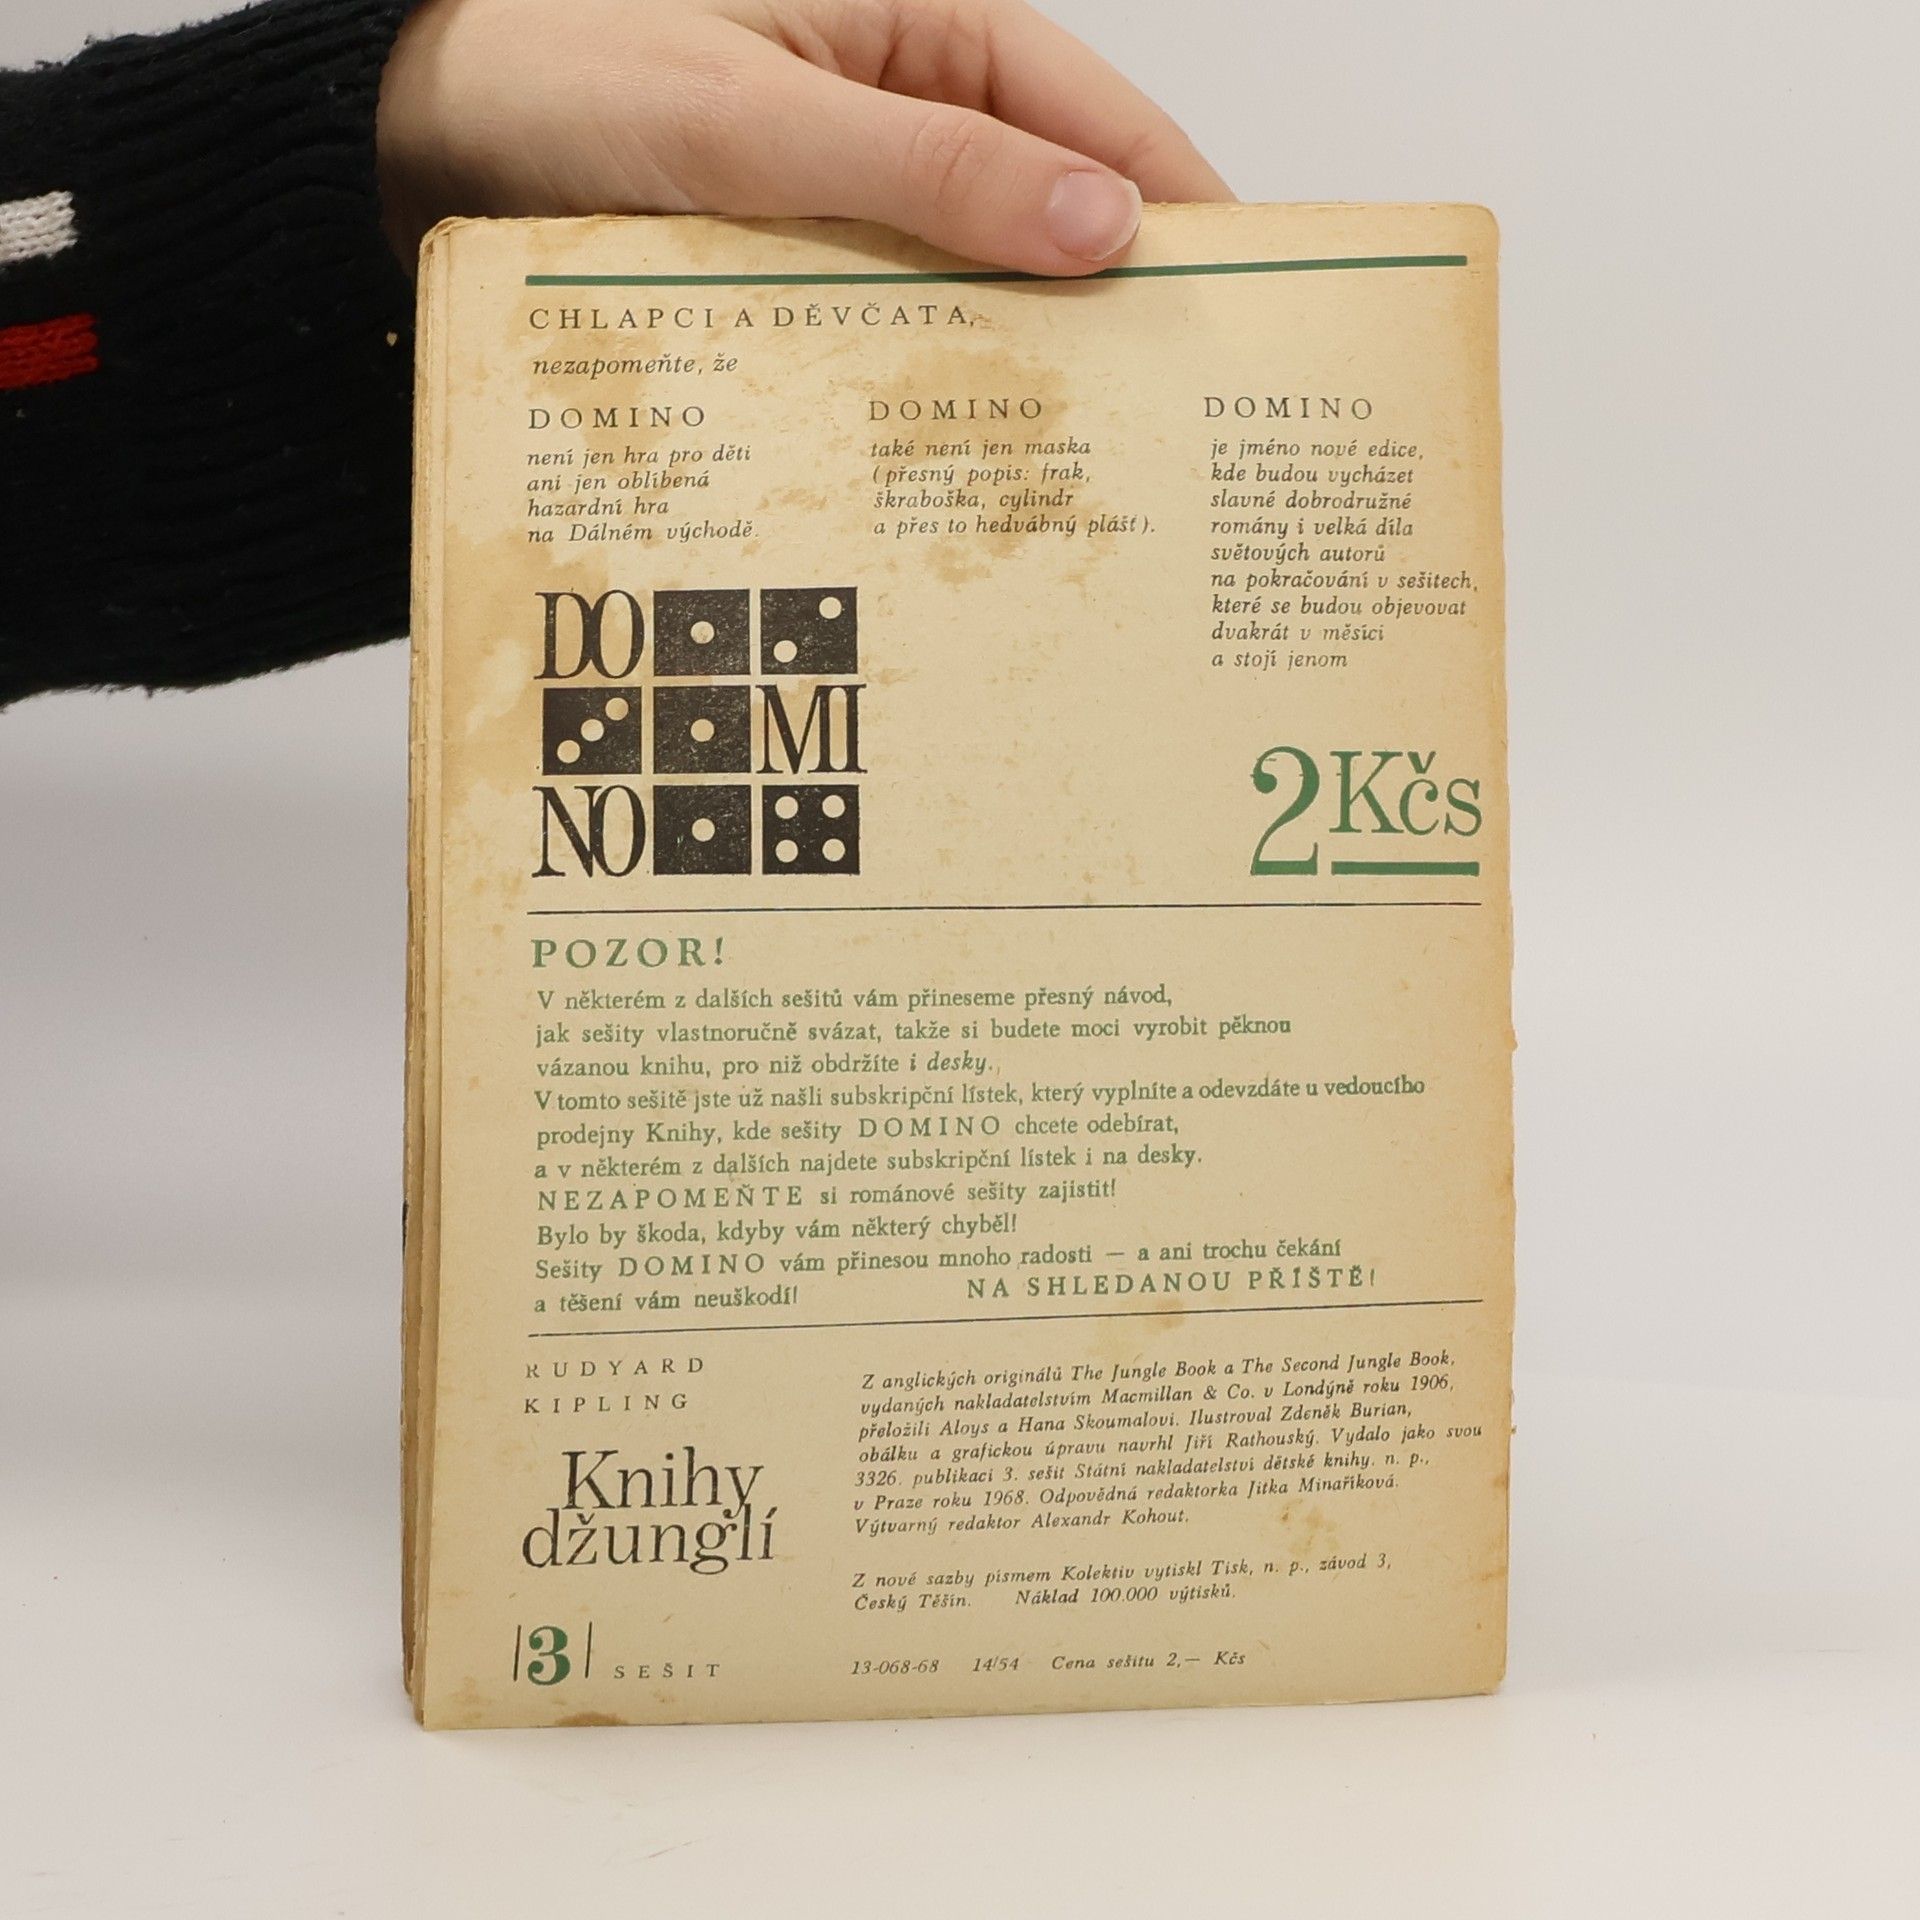 CHLAPCI A DĚVČATA,
nezapomeňte, že
DOMINO
není jen hra pro děti
ani jen oblíbená
hazardní hra
na Dálném východě.
DOMINO
také není jen maska
(přesný popis: frak,
škraboška, cylindr
a přes to hedvábný plášť).
DOMINO
je jméno nové edice,
kde budou vycházet
slavné dobrodružné
romány i velká díla
světových autorů
na pokračování v sešitech,
které se budou objevovat
dvakrát v měsíci
a stojí jenom
DO
MI
NO
2 Kčs
POZOR!
V některém z dalších sešitů vám přineseme přesný návod,
jak sešity vlastnoručně svázat, takže si budete moci vyrobit pěknou
vázanou knihu, pro niž obdržíte i desky.
V tomto sešitě jste už našli subskripční lístek, který vyplníte a odevzdáte u vedoucího
prodejny Knihy, kde sešity DOMINO chcete odebírat,
a v některém z dalších najdete subskripční lístek i na desky.
NEZAPOMEŇTE si románové sešity zajistit!
Bylo by škoda, kdyby vám některý chyběl!
Sešity DOMINO vám přinesou mnoho radosti — a ani trochu čekání
a těšení vám neuškodí! NA SHLEDANOU PŘÍŠTĚ!
RUDYARD
KIPLING
Knihy
džunglí
|3| SEŠIT
Z anglických originálů The Jungle Book a The Second Jungle Book,
vydaných nakladatelstvím Macmillan & Co. v Londýně roku 1906,
přeložili Aloys a Hana Skoumalovi. Ilustroval Zdeněk Burian,
obálku a grafickou úpravu navrhl Jiří Rathouský. Vydalo jako svou
3326. publikaci 3. sešit Státní nakladatelství dětské knihy, n. p.,
v Praze roku 1968. Odpovědná redaktorka Jitka Minaříková.
Výtvarný redaktor Alexandr Kohout.
Z nové sazby písmem Kolektiv vytiskl Tisk, n. p., závod 3,
Český Těšín. Náklad 100.000 výtisků.
13-068-68 14/54 Cena sešitu 2,— Kčs